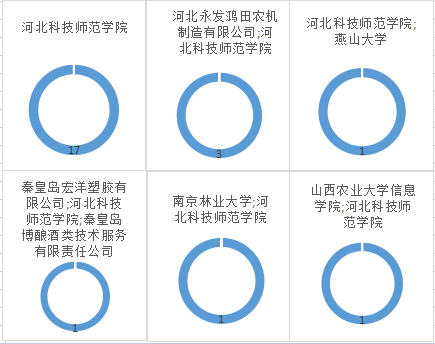 河北科技师范学院
17
河北永发鸿田农机
制造有限公司;河
北科技师范学院
3
河北科技师范学院;
燕山大学
1
秦皇岛宏洋塑胶有
限公司;河北科技
师范学院;秦皇岛
博酿酒类技术服务
有限责任公司
1
南京林业大学;河
北科技师范学院
1
山西农业大学信息
学院;河北科技师
范学院
1